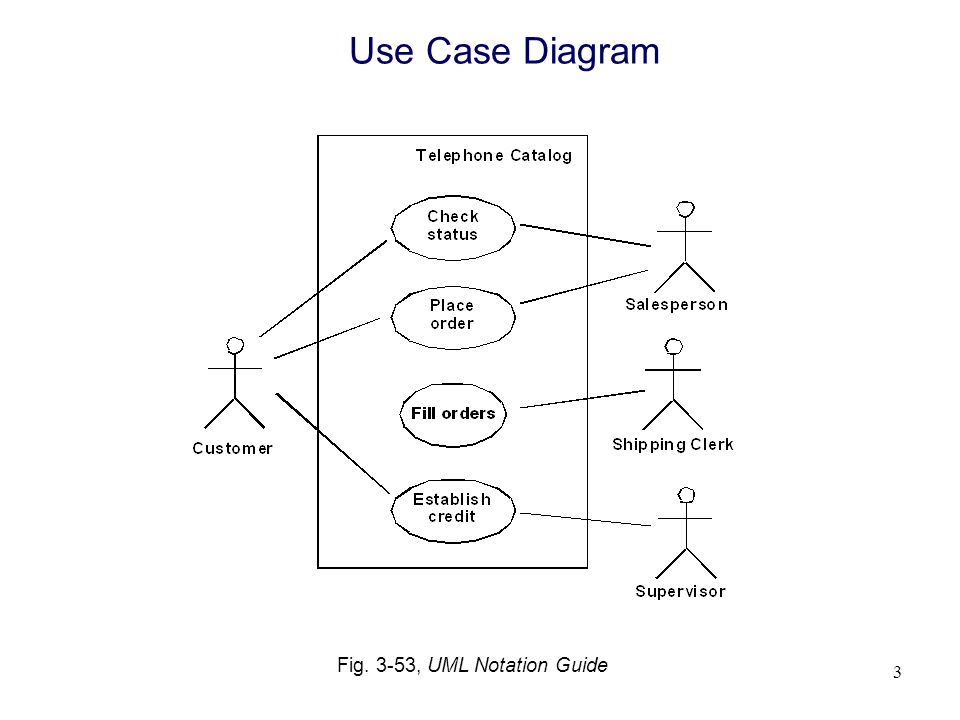 Use Case Diagram
Telephone Catalog
Check
status
Salesperson
Place
order
Customer
Fill orders
Shipping Clerk
Establish
credit
Supervisor
Fig. 3-53, UML Notation Guide
3